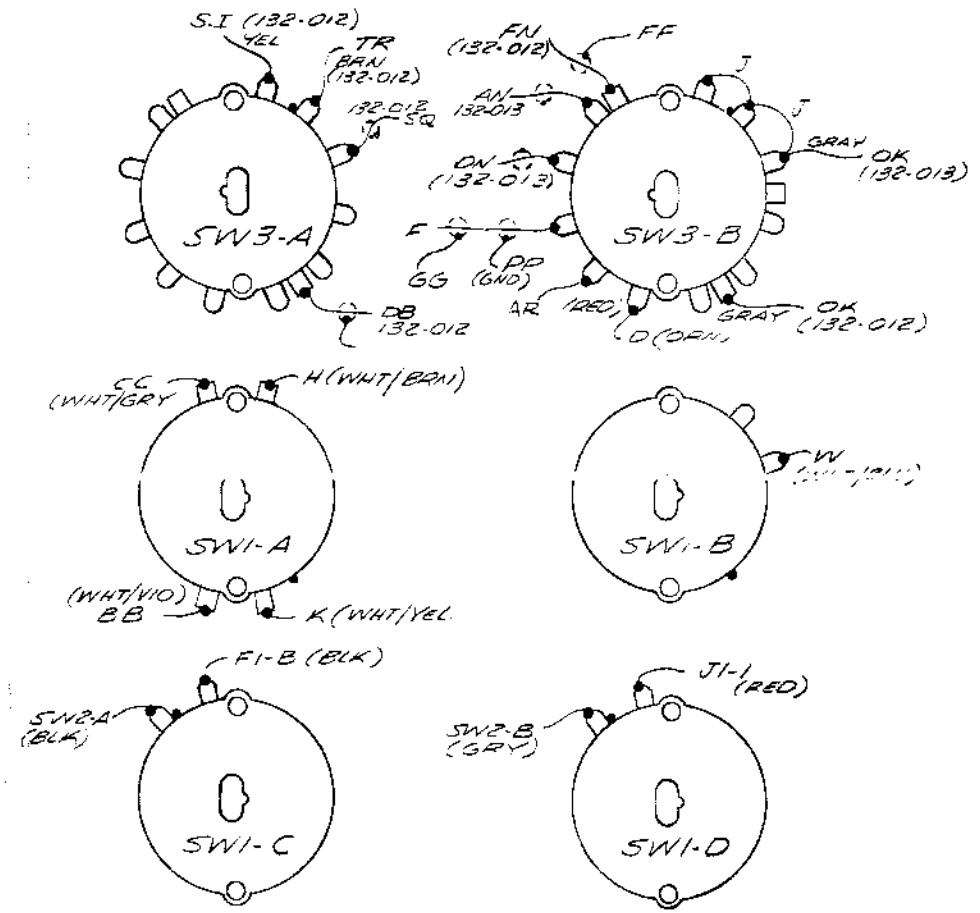 S.I (132-012)
YEL
TR
BRN
(132-012)
132-012
SQ
SW3-A
DB
132-012
FN
(132-012)
FF
AN
132-013
J
J
GRAY
OK
(132-013)
DN
(132-013)
F
GG
PP
(GND)
SW3-B
AR (RED)
D (ORN)
GRAY
OK
(132-012)
CC
(WHT/GRY
H (WHT/BRN)
SW1-A
(WHT/VIO)
BB
K (WHT/YEL
W
SW1-B
F1-B (BLK)
SW2-A
(BLK)
SW1-C
J1-1
(RED)
SW2-B
(GRY)
SW1-D